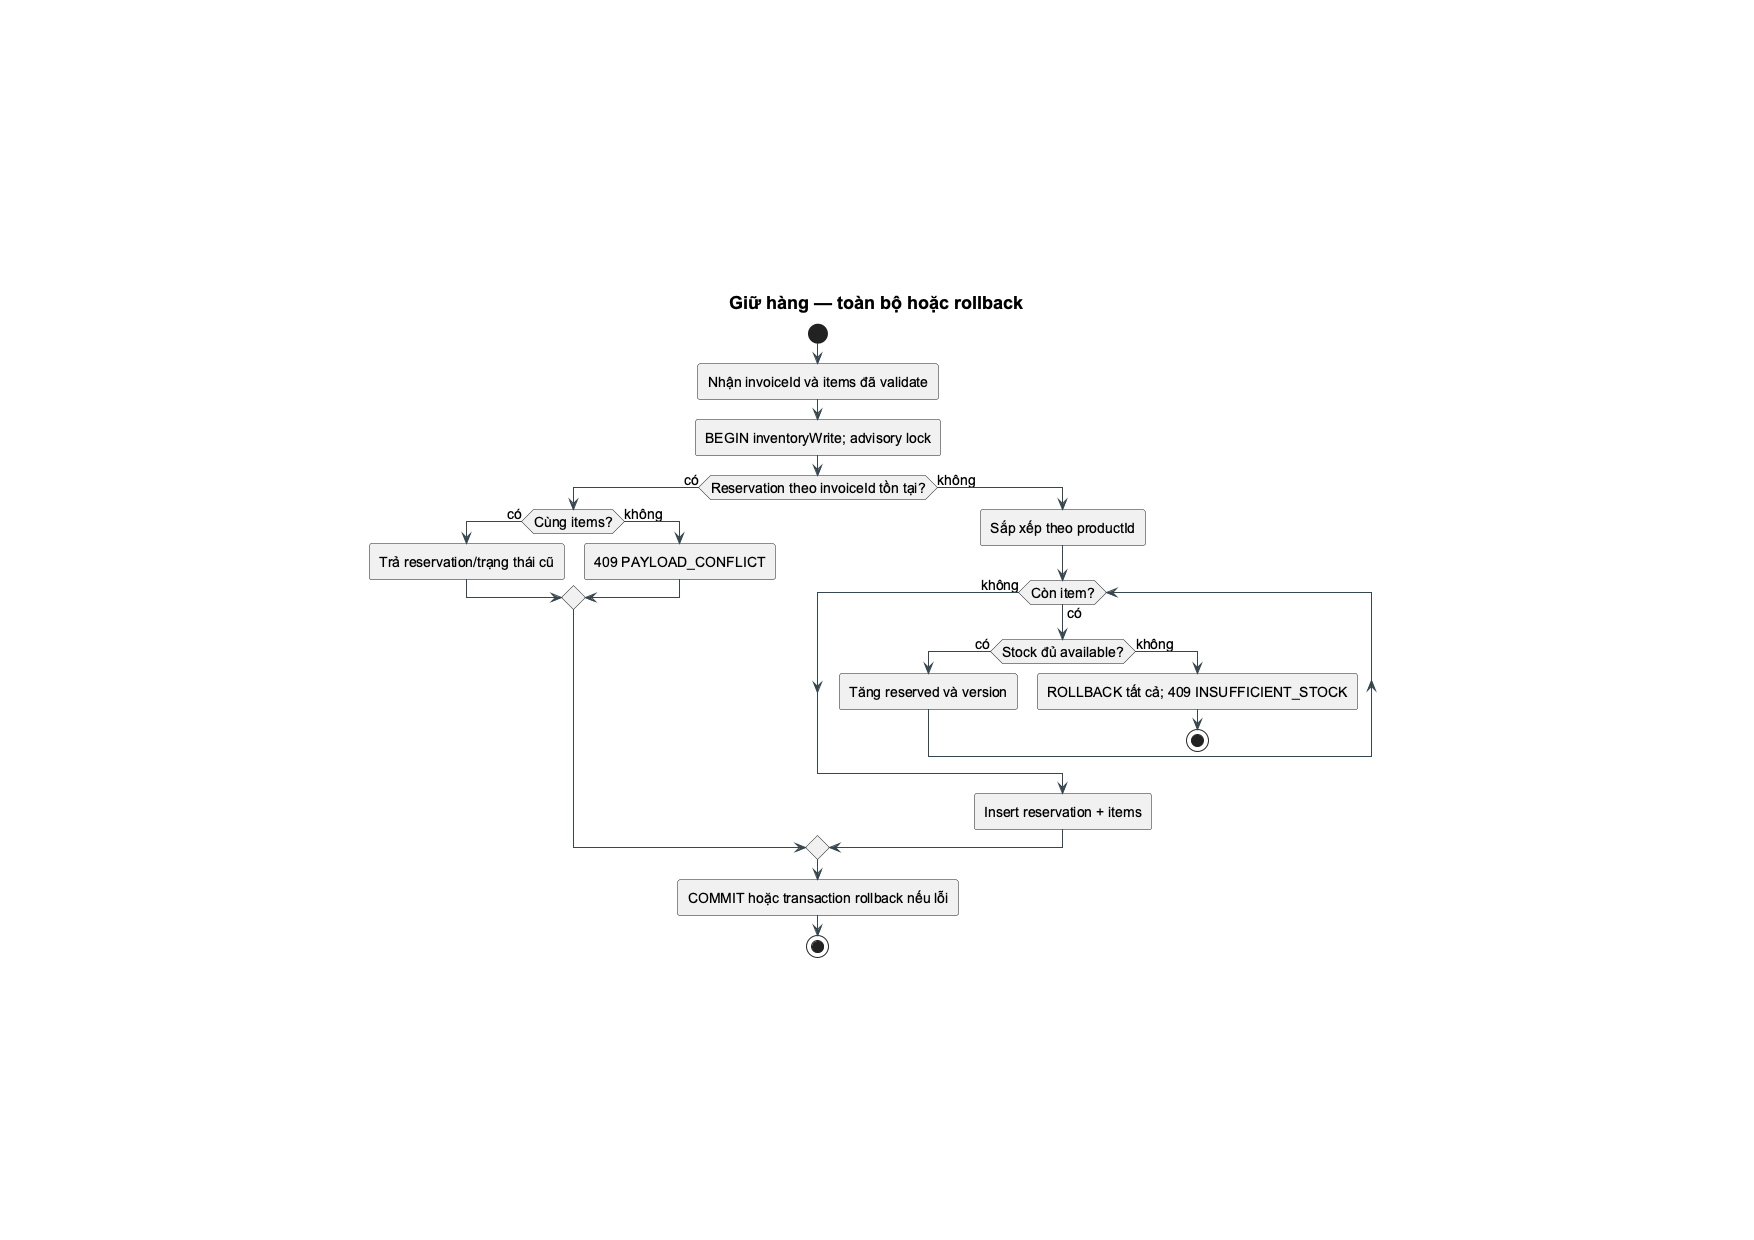 Giữ hàng — toàn bộ hoặc rollback
Nhận invoiceId và items đã validate
BEGIN inventoryWrite; advisory lock
có
Reservation theo invoiceId tồn tại?
không
có
Cùng items?
không
Trả reservation/trạng thái cũ
409 PAYLOAD_CONFLICT
Sắp xếp theo productId
không
Còn item?
có
có
Stock đủ available?
không
Tăng reserved và version
ROLLBACK tất cả; 409 INSUFFICIENT_STOCK
Insert reservation + items
COMMIT hoặc transaction rollback nếu lỗi